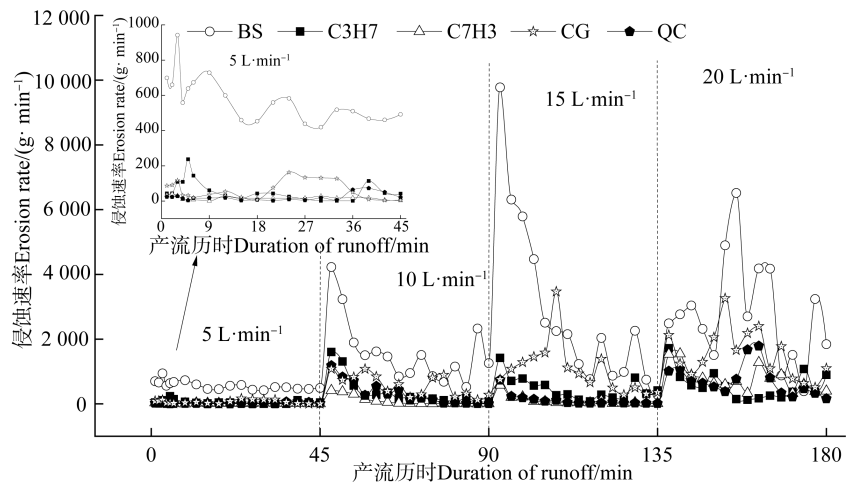 BS C3H7 C7H3 CG QC
12 000
10 000
8 000
6 000
4 000
2 000
0
侵蚀速率Erosion rate/(g· min⁻¹)
1000
800
600
400
200
0
侵蚀速率Erosion rate/(g· min⁻¹)
5 L·min⁻¹
0 9 18 27 36 45
产流历时Duration of runoff/min
5 L·min⁻¹
10 L·min⁻¹
15 L·min⁻¹
20 L·min⁻¹
0 45 90 135 180
产流历时Duration of runoff/min